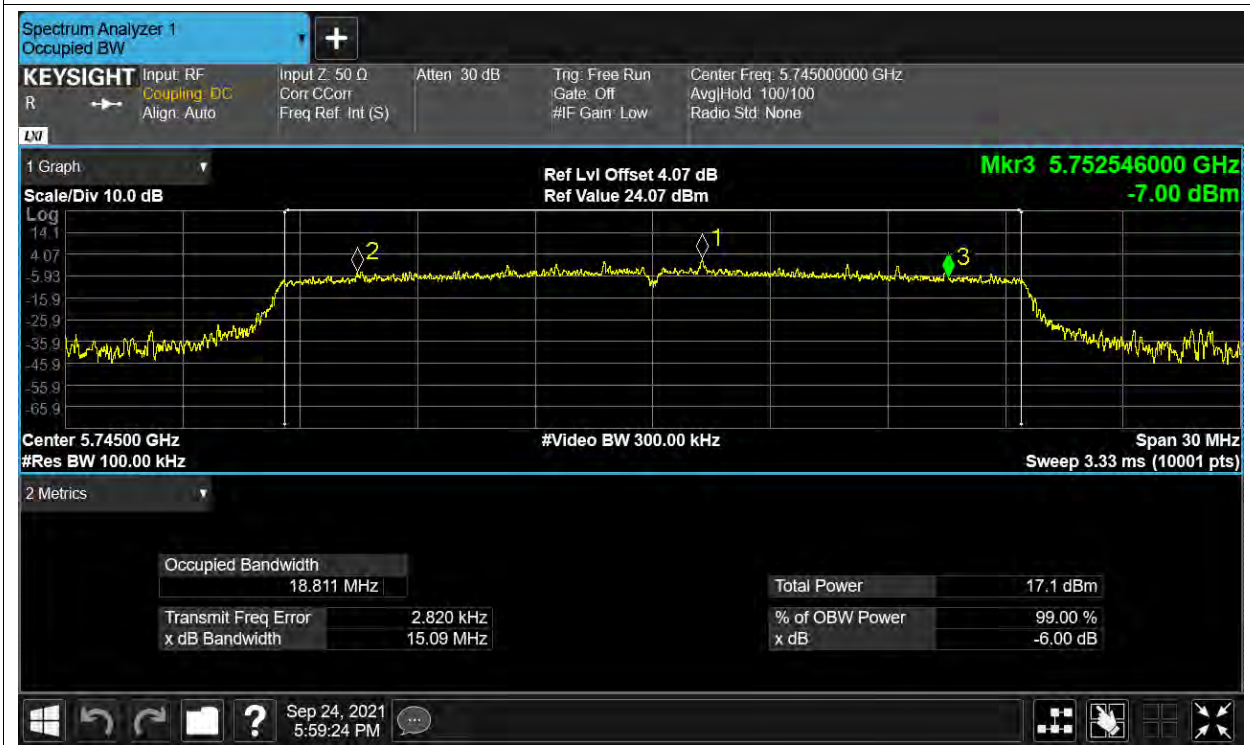 Spectrum Analyzer 1
Occupied BW
+
KEYSIGHT
R
LXI
Input: RF
Coupling: DC
Align: Auto
Input Z: 50 Ω
Corr CCorr
Freq Ref: Int (S)
Atten: 30 dB
Trig: Free Run
Gate: Off
#IF Gain: Low
Center Freq: 5.745000000 GHz
Avg|Hold: 100/100
Radio Std: None
1 Graph
Scale/Div 10.0 dB
Ref Lvl Offset 4.07 dB
Ref Value 24.07 dBm
Mkr3 5.752546000 GHz
-7.00 dBm
Log
14.1
4.07
-5.93
-15.9
-25.9
-35.9
-45.9
-55.9
-65.9
2
1
3
Center 5.74500 GHz
#Res BW 100.00 kHz
#Video BW 300.00 kHz
Span 30 MHz
Sweep 3.33 ms (10001 pts)
2 Metrics
Occupied Bandwidth
18.811 MHz
Transmit Freq Error 2.820 kHz
x dB Bandwidth 15.09 MHz
Total Power 17.1 dBm
% of OBW Power 99.00 %
x dB -6.00 dB
?
Sep 24, 2021
5:59:24 PM